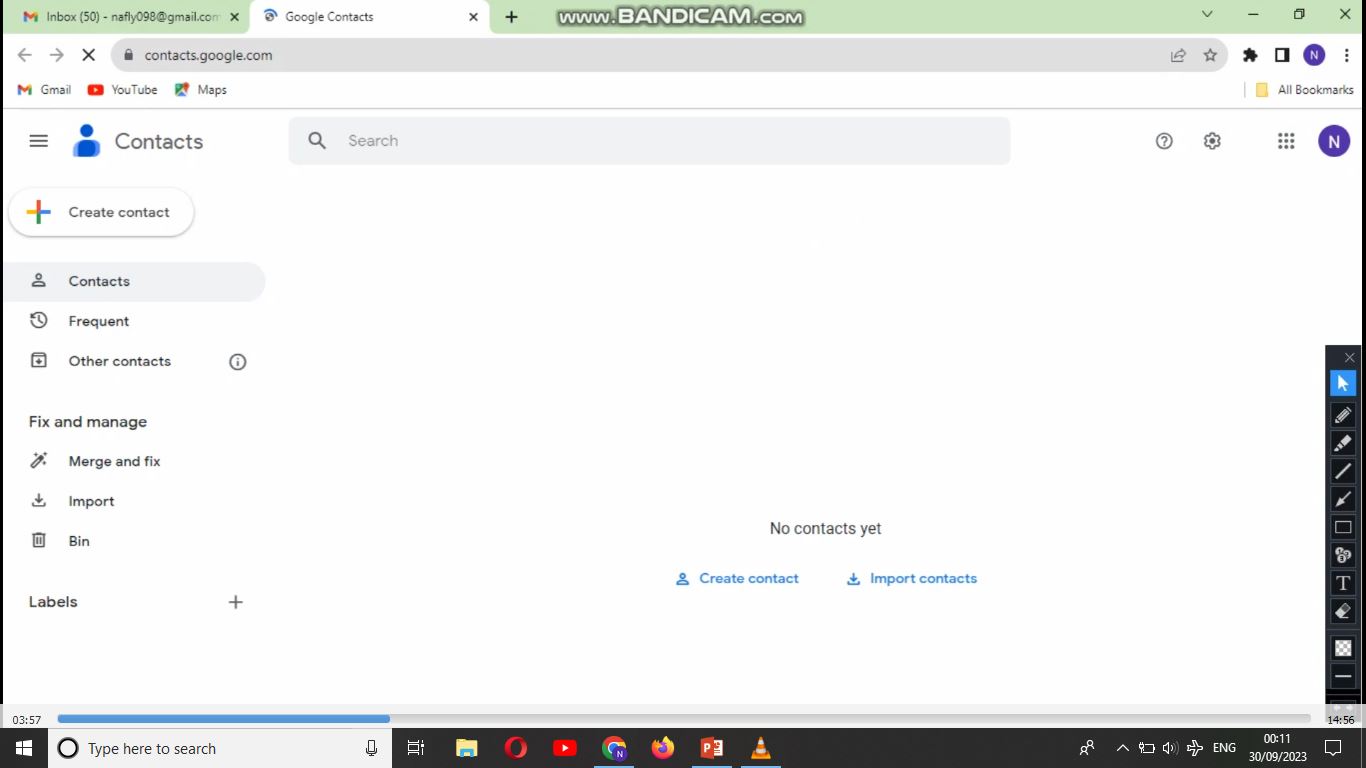 Inbox (50) - nafly098@gmail.com
Google Contacts
www.BANDICAM.com
contacts.google.com
N
Gmail
YouTube
Maps
All Bookmarks
Contacts
Search
N
Create contact
Contacts
Frequent
Other contacts
Fix and manage
Merge and fix
Import
Bin
No contacts yet
Create contact
Import contacts
Labels
T
03:57
14:56
Type here to search
N
ENG
00:11
30/09/2023